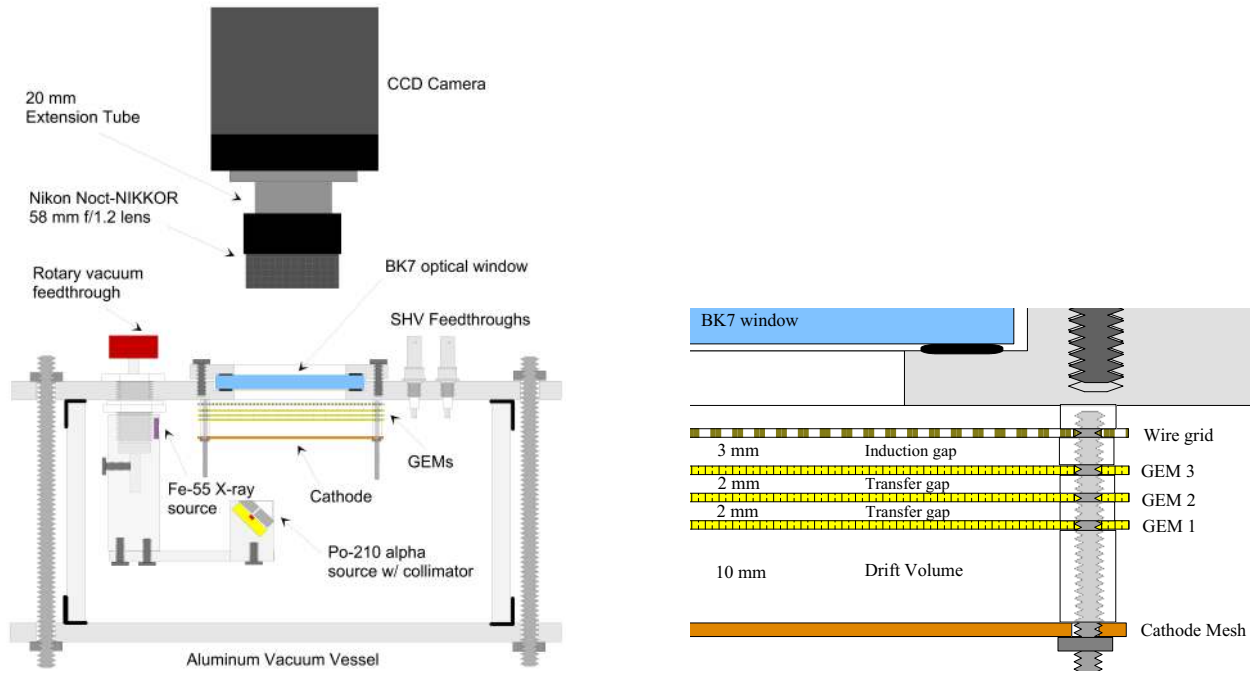 CCD Camera
20 mm
Extension Tube
Nikon Noct-NIKKOR
58 mm f/1.2 lens
BK7 optical window
Rotary vacuum
feedthrough
SHV Feedthroughs
GEMs
Fe-55 X-ray
source
Cathode
Po-210 alpha
source w/ collimator
Aluminum Vacuum Vessel
BK7 window
Wire grid
3 mm Induction gap
GEM 3
2 mm Transfer gap
GEM 2
2 mm Transfer gap
GEM 1
10 mm Drift Volume
Cathode Mesh